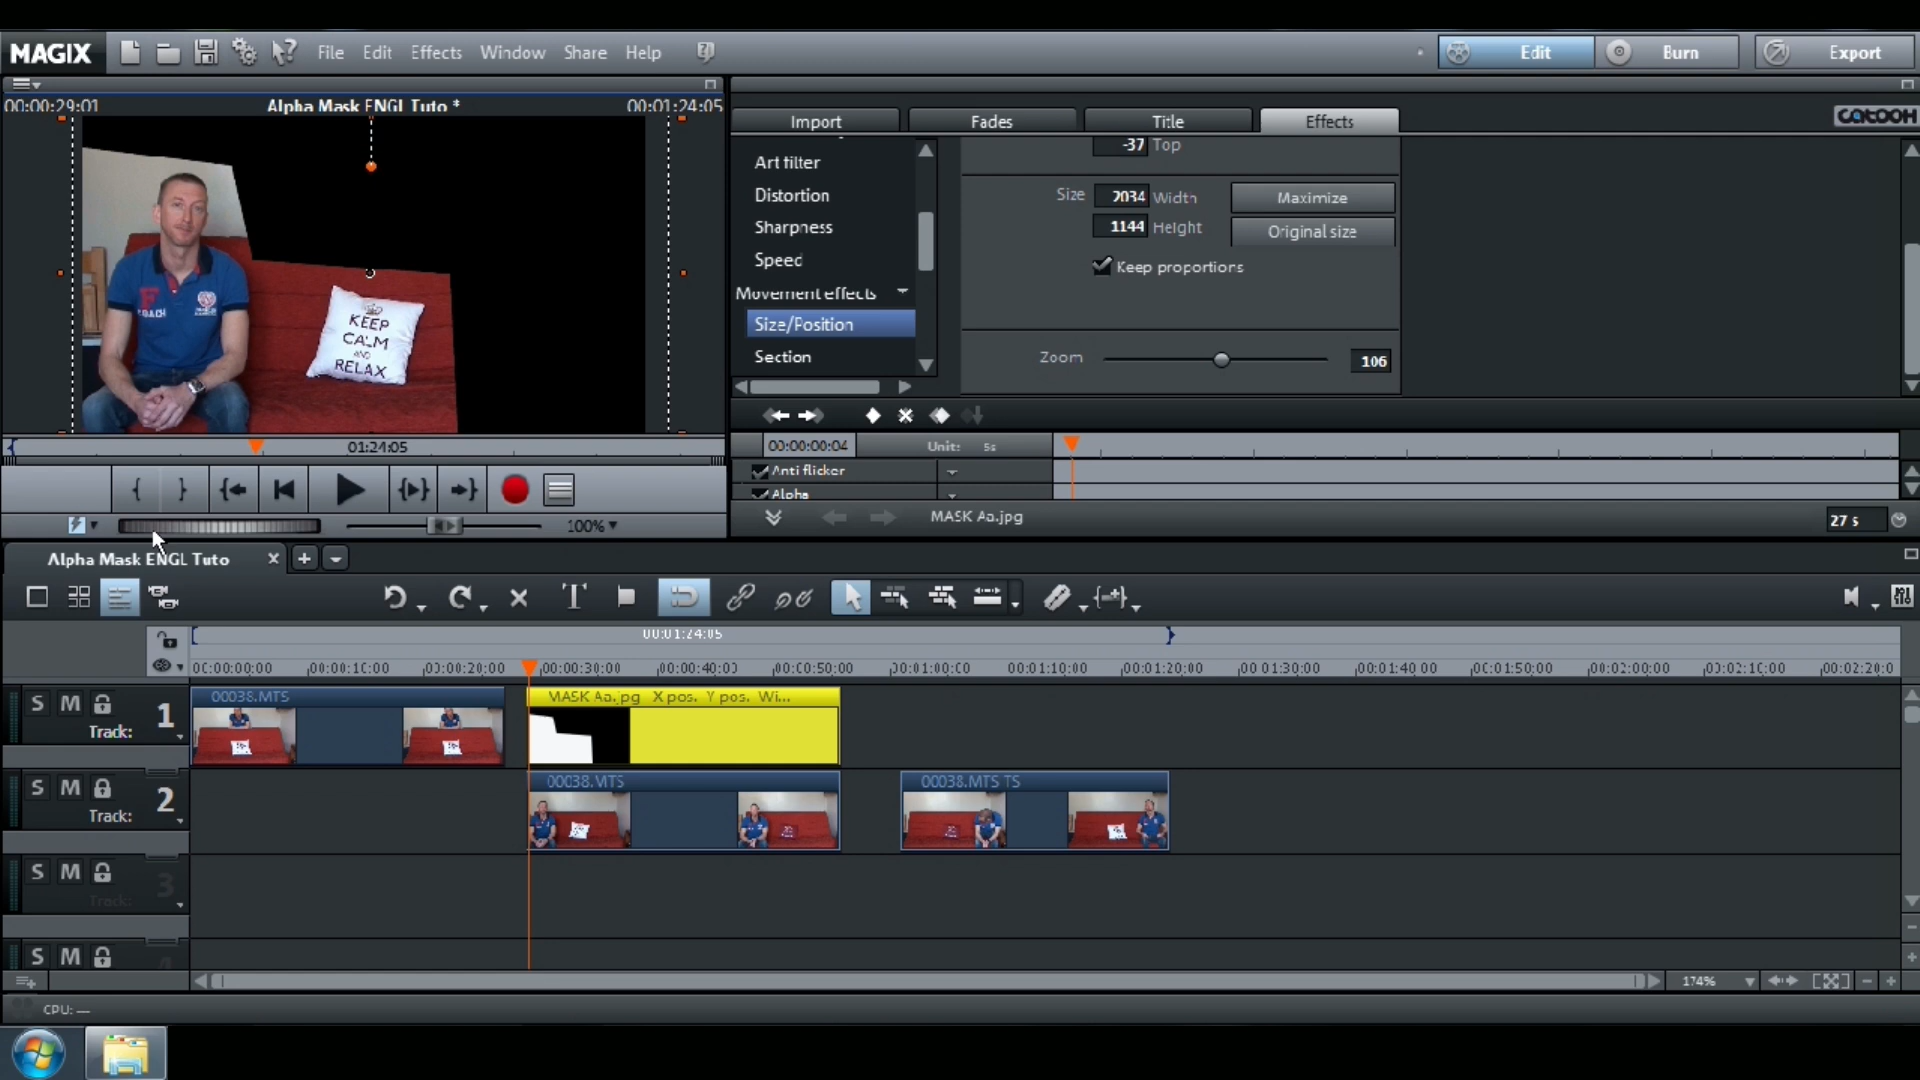 MAGIX File Edit Effects Window Share Help Edit Burn Export
00:00:29:01 Alpha Mask ENGL Tuto * 00:01:24:05
Import Fades Title Effects CATOOH
Art filter
Distortion
Sharpness
Speed
Movement effects
Size/Position
Section
-37 Top
Size 2034 Width Maximize
1144 Height Original size
Keep proportions
Zoom 106
KEEP
CALM
AND
RELAX
01:24:05
00:00:00:04 Unit: 5s
Anti flicker
Alpha
100%
MASK Aa.jpg 27 s
Alpha Mask ENGL Tuto
00:01:24:05
00:00:00:00 00:00:10:00 00:00:20:00 00:00:30:00 00:00:40:00 00:00:50:00 00:01:00:00 00:01:10:00 00:01:20:00 00:01:30:00 00:01:40:00 00:01:50:00 00:02:00:00 00:02:10:00 00:02:20:0
S M 1
Track:
00038.MTS MASK Aa.jpg X pos. Y pos. Wi...
S M 2
Track:
00038.MTS 00038.MTS TS
S M 3
Track:
S M 4
174%
CPU: —